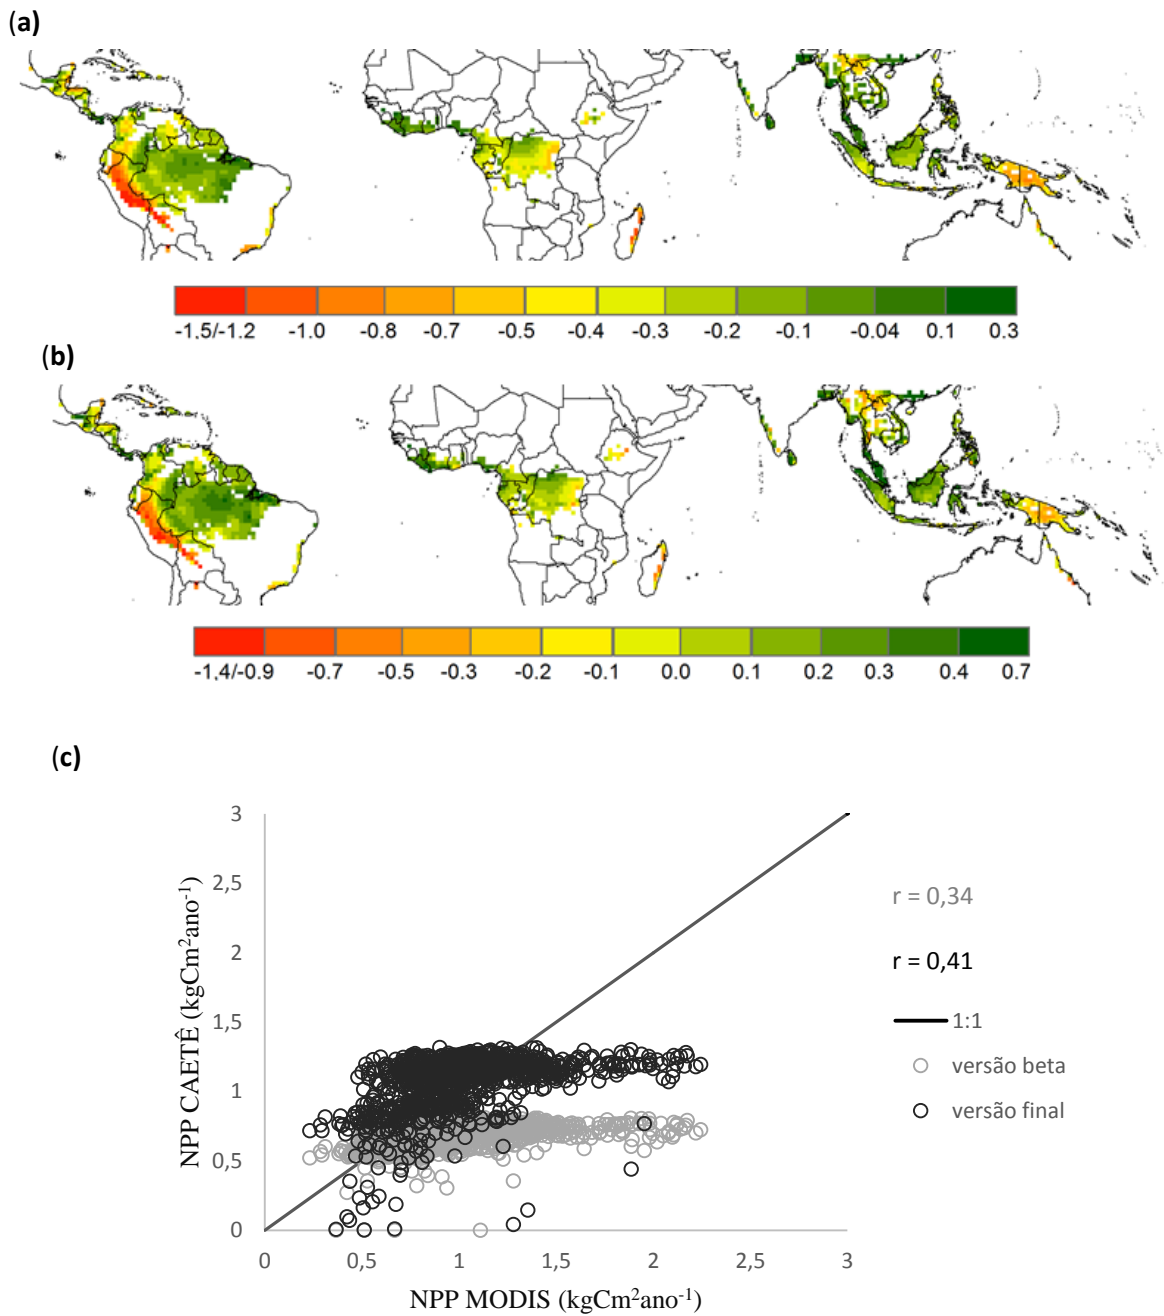 (a)
-1,5/-1.2 -1.0 -0.8 -0.7 -0.5 -0.4 -0.3 -0.2 -0.1 -0.04 0.1 0.3
(b)
-1,4/-0.9 -0.7 -0.5 -0.3 -0.2 -0.1 0.0 0.1 0.2 0.3 0.4 0.7
(c)
NPP CAETÊ (kgCm²ano⁻¹)
3
2,5
2
1,5
1
0,5
0
0 0,5 1 1,5 2 2,5 3
NPP MODIS (kgCm²ano⁻¹)
r = 0,34
r = 0,41
1:1
versão beta
versão final